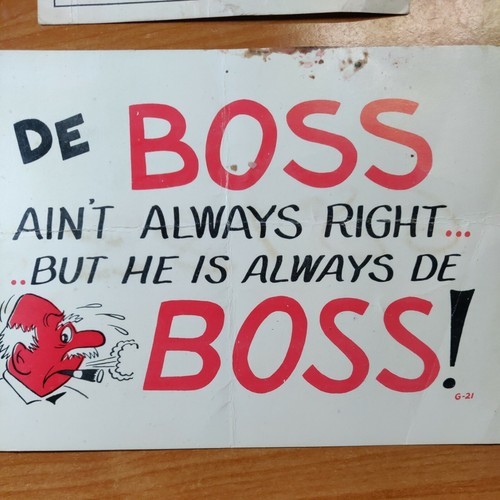 DE BOSS
AIN'T ALWAYS RIGHT...
..BUT HE IS ALWAYS DE
BOSS!
G-21